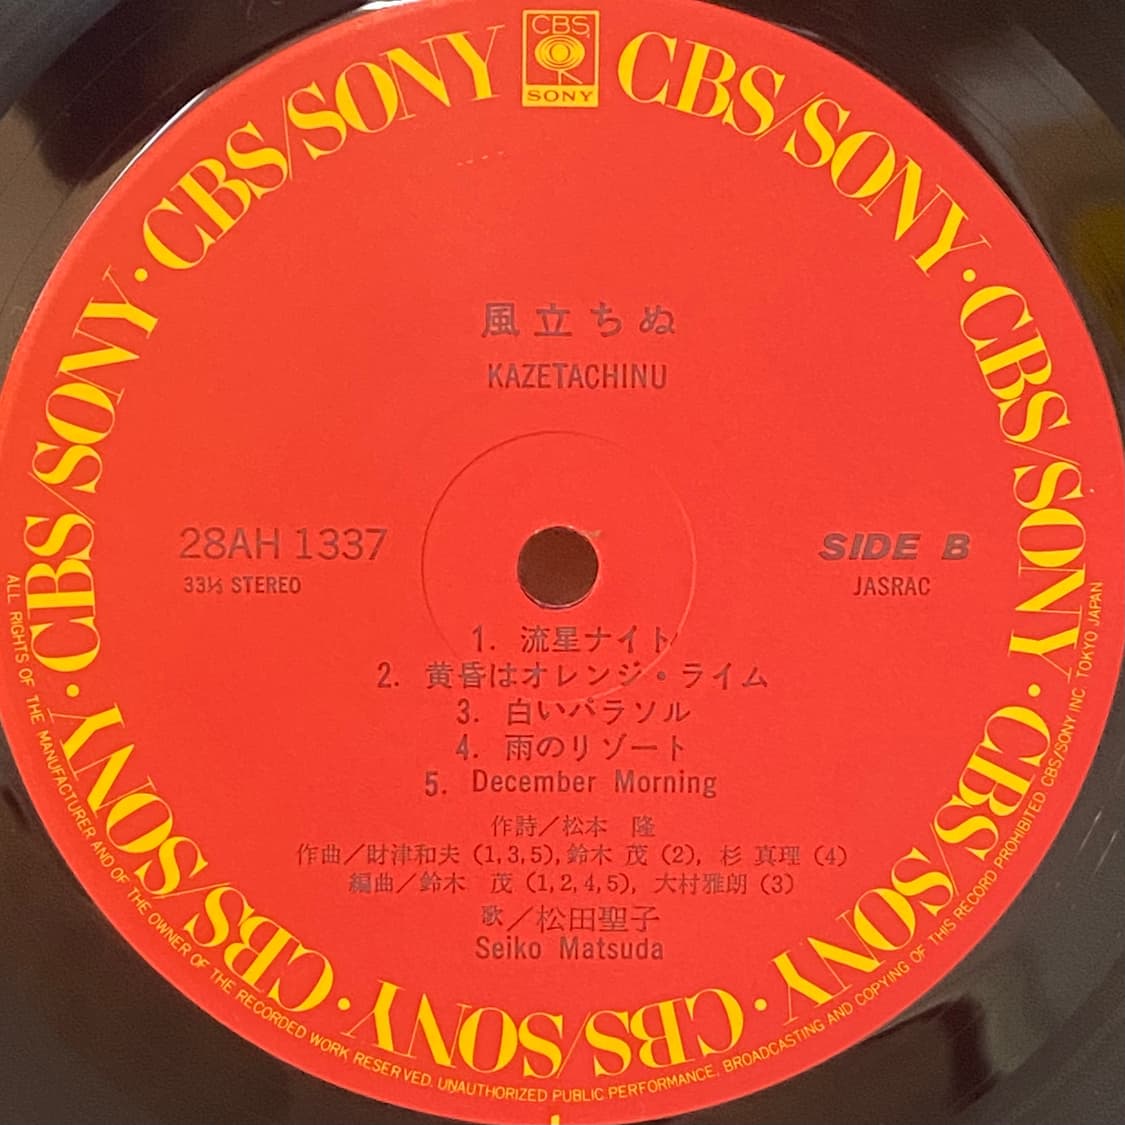 CBS
SONY
CBS/SONY · CBS/SONY · CBS/SONY · CBS/SONY · CBS/SONY · CBS/SONY · CBS/SONY · CBS/SONY
風立ちぬ
KAZETACHINU
28AH 1337
33⅓ STEREO
SIDE B
JASRAC
1. 流星ナイト
2. 黄昏はオレンジ・ライム
3. 白いパラソル
4. 雨のリゾート
5. December Morning
作詩／松本 隆
作曲／財津和夫 (1,3,5), 鈴木 茂 (2), 杉 真理 (4)
編曲／鈴木 茂 (1,2,4,5), 大村雅朗 (3)
歌／松田聖子
Seiko Matsuda
ALL RIGHTS OF THE MANUFACTURER AND OF THE OWNER OF THE RECORDED WORK RESERVED. UNAUTHORIZED PUBLIC PERFORMANCE, BROADCASTING AND COPYING OF THIS RECORD PROHIBITED CBS/SONY INC TOKYO JAPAN